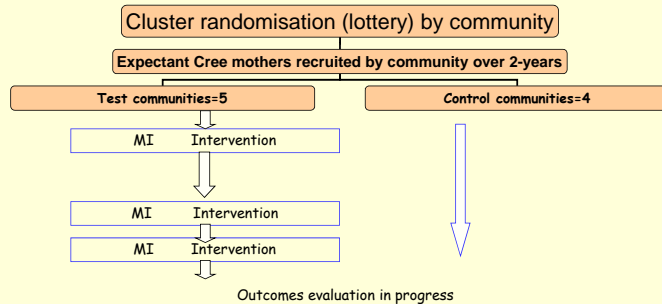 Cluster randomisation (lottery) by community
Expectant Cree mothers recruited by community over 2-years
Test communities=5
Control communities=4
MI Intervention
MI Intervention
MI Intervention
Outcomes evaluation in progress